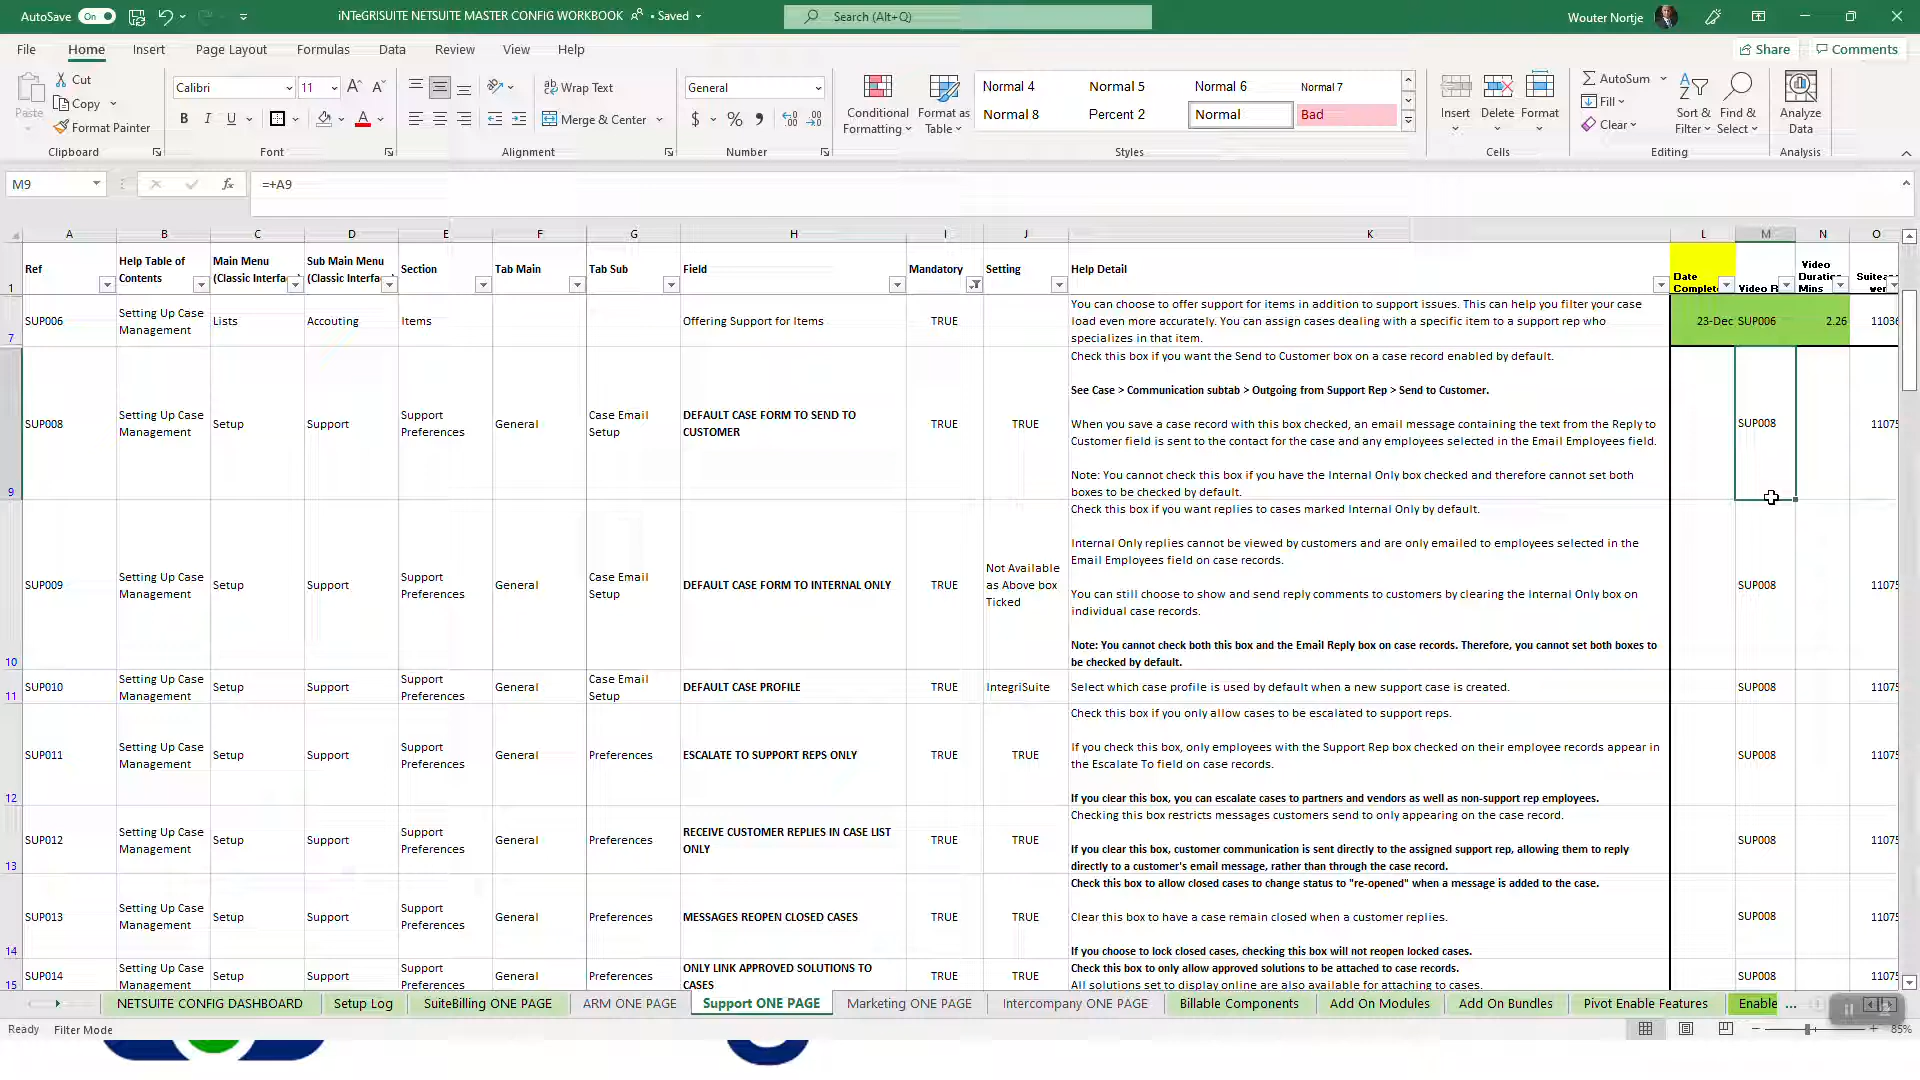 AutoSave On iNTeGRISUITE NETSUITE MASTER CONFIG WORKBOOK - Saved Search (Alt+Q) Wouter Nortje
File Home Insert Page Layout Formulas Data Review View Help Share Comments
Paste Cut Copy Format Painter Clipboard
Calibri 11 A A B I U A Font
Wrap Text Merge & Center Alignment
General $ % Number
Conditional Formatting Format as Table
Normal 4 Normal 5 Normal 6 Normal 7
Normal 8 Percent 2 Normal Bad
Styles
Insert Delete Format Cells
AutoSum Fill Clear Sort & Filter Find & Select Editing
Analyze Data Analysis
M9 fx =+A9
A B C D E F G H I J K L M N O
1 Ref
Help Table of Contents
Main Menu (Classic Interfa
Sub Main Menu (Classic Interfac
Section
Tab Main
Tab Sub
Field
Mandatory
Setting
Help Detail
Date Complet
Video R
Video Duratic Mins
7 SUP006
Setting Up Case Management
Lists Accouting Items Offering Support for Items TRUE
You can choose to offer support for items in addition to support issues. This can help you filter your case
load even more accurately. You can assign cases dealing with a specific item to a support rep who
specializes in that item.
23-Dec SUP006 2.26 11036
9 SUP008
Setting Up Case Management
Setup Support
Support Preferences
General
Case Email Setup
DEFAULT CASE FORM TO SEND TO
CUSTOMER
TRUE TRUE
Check this box if you want the Send to Customer box on a case record enabled by default.
See Case > Communication subtab > Outgoing from Support Rep > Send to Customer.
When you save a case record with this box checked, an email message containing the text from the Reply to
Customer field is sent to the contact for the case and any employees selected in the Email Employees field.
Note: You cannot check this box if you have the Internal Only box checked and therefore cannot set both
boxes to be checked by default.
SUP008 11075
10 SUP009
Setting Up Case Management
Setup Support
Support Preferences
General
Case Email Setup
DEFAULT CASE FORM TO INTERNAL ONLY
TRUE
Not Available
as Above box
Ticked
Check this box if you want replies to cases marked Internal Only by default.
Internal Only replies cannot be viewed by customers and are only emailed to employees selected in the
Email Employees field on case records.
You can still choose to show and send reply comments to customers by clearing the Internal Only box on
individual case records.
Note: You cannot check both this box and the Email Reply box on case records. Therefore, you cannot set both boxes to
be checked by default.
SUP008 11075
11 SUP010
Setting Up Case Management
Setup Support
Support Preferences
General
Case Email Setup
DEFAULT CASE PROFILE
TRUE IntegriSuite
Select which case profile is used by default when a new support case is created.
SUP008 11075
12 SUP011
Setting Up Case Management
Setup Support
Support Preferences
General Preferences
ESCALATE TO SUPPORT REPS ONLY
TRUE TRUE
Check this box if you only allow cases to be escalated to support reps.
If you check this box, only employees with the Support Rep box checked on their employee records appear in
the Escalate To field on case records.
If you clear this box, you can escalate cases to partners and vendors as well as non-support rep employees.
SUP008 11075
13 SUP012
Setting Up Case Management
Setup Support
Support Preferences
General Preferences
RECEIVE CUSTOMER REPLIES IN CASE LIST
ONLY
TRUE TRUE
Checking this box restricts messages customers send to only appearing on the case record.
If you clear this box, customer communication is sent directly to the assigned support rep, allowing them to reply
directly to a customer's email message, rather than through the case record.
SUP008 11075
14 SUP013
Setting Up Case Management
Setup Support
Support Preferences
General Preferences
MESSAGES REOPEN CLOSED CASES
TRUE TRUE
Check this box to allow closed cases to change status to "re-opened" when a message is added to the case.
Clear this box to have a case remain closed when a customer replies.
If you choose to lock closed cases, checking this box will not reopen locked cases.
SUP008 11075
15 SUP014
Setting Up Case Management
Setup Support
Support Preferences
General Preferences
ONLY LINK APPROVED SOLUTIONS TO
CASES
TRUE TRUE
Check this box to only allow approved solutions to be attached to case records.
All solutions set to display online are also available for attaching to cases.
SUP008 11075
NETSUITE CONFIG DASHBOARD Setup Log SuiteBilling ONE PAGE ARM ONE PAGE Support ONE PAGE Marketing ONE PAGE Intercompany ONE PAGE Billable Components Add On Modules Add On Bundles Pivot Enable Features Enable ...
Ready Filter Mode 85%